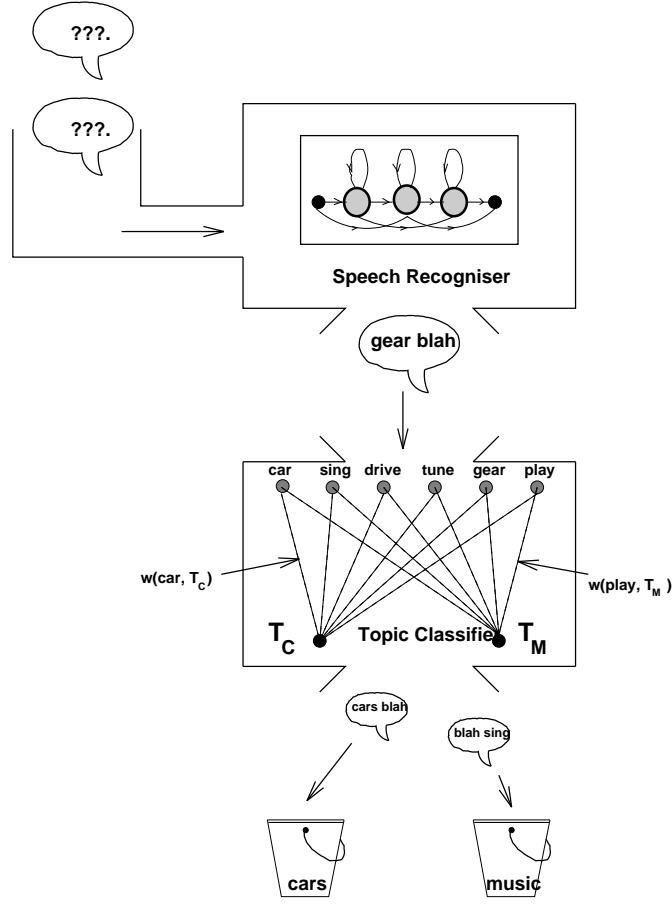 ???.
???.
Speech Recogniser
gear blah
car sing drive tune gear play
w(car, T_C)
w(play, T_M )
T_C Topic Classifie T_M
cars blah
blah sing
cars music